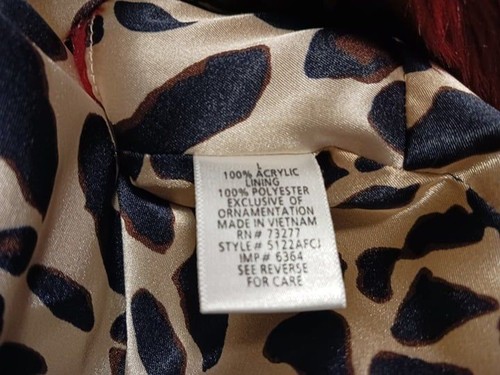 L
100% ACRYLIC
LINING
100% POLYESTER
EXCLUSIVE OF
ORNAMENTATION
MADE IN VIETNAM
RN# 73277
STYLE# 5122AFCJ
IMP# 6364
SEE REVERSE
FOR CARE